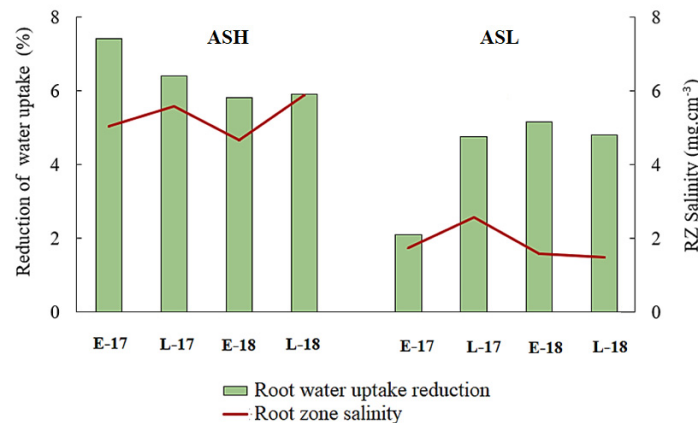 ASH
ASL
Reduction of water uptake (%)
8
6
4
2
0
8
6
4
2
0
RZ Salinity (mg.cm-3)
E-17 L-17 E-18 L-18 E-17 L-17 E-18 L-18
Root water uptake reduction
Root zone salinity